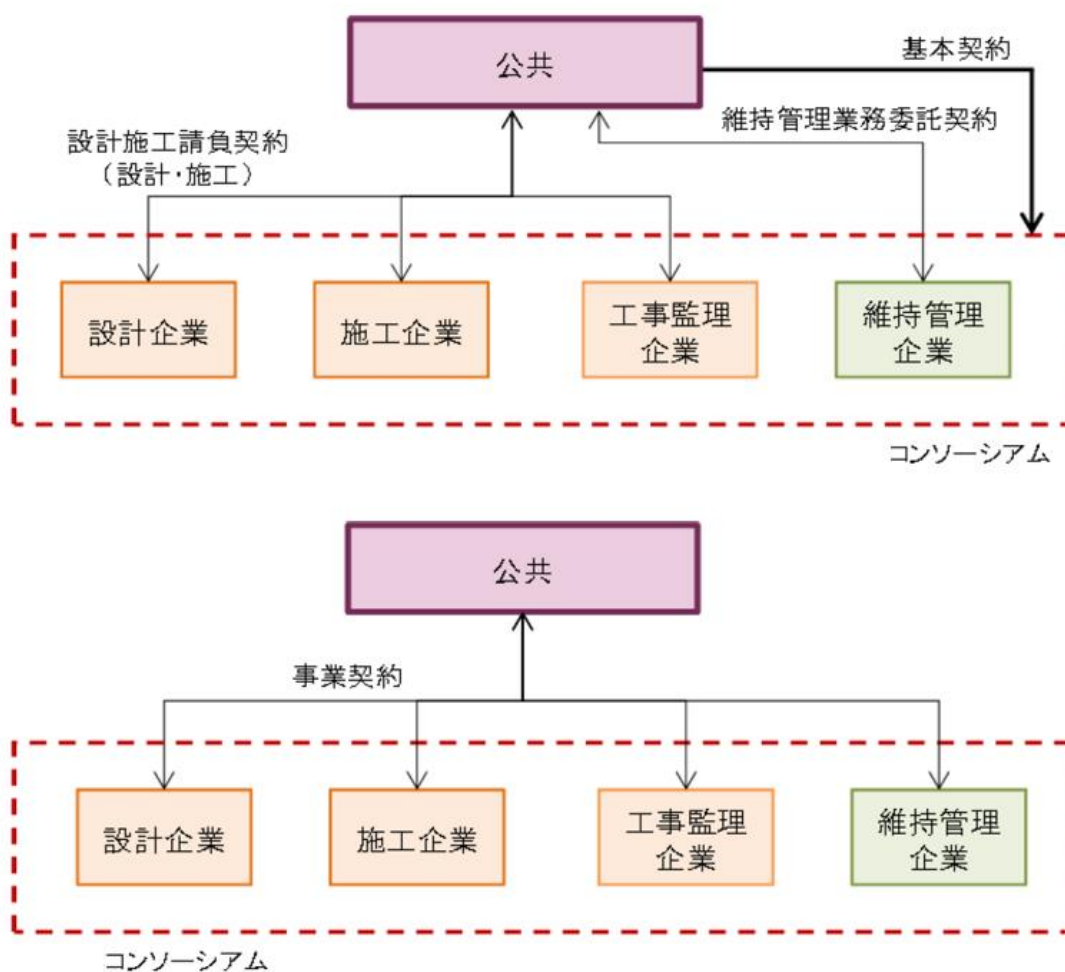 公共
基本契約
設計施工請負契約
（設計・施工）
維持管理業務委託契約
設計企業
施工企業
工事監理
企業
維持管理
企業
コンソーシアム
公共
事業契約
設計企業
施工企業
工事監理
企業
維持管理
企業
コンソーシアム